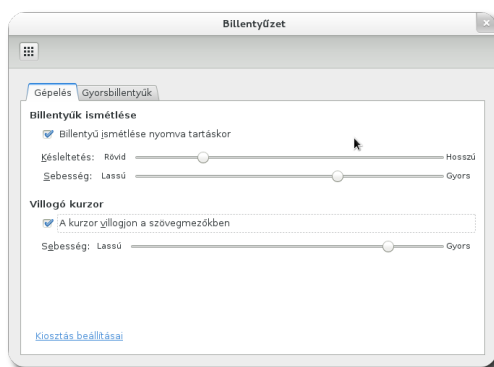 Billentyűzet
Gépelés Gyorsbillentyűk
Billentyűk ismétlése
Billentyű ismétlése nyomva tartáskor
Késleltetés: Rövid Hosszú
Sebesség: Lassú Gyors
Villogó kurzor
A kurzor villogjon a szövegmezőkben
Sebesség: Lassú Gyors
Kiosztás beállításai